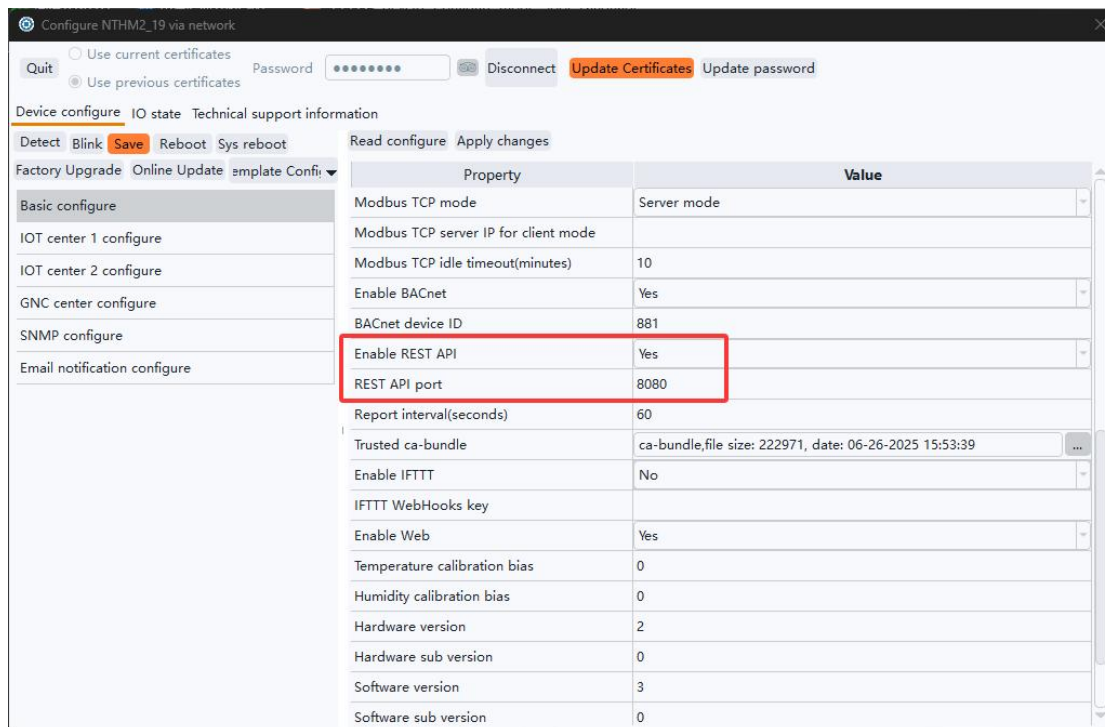 Configure NTHM2_19 via network
Quit
Use current certificates
Use previous certificates
Password
Disconnect
Update Certificates
Update password
Device configure IO state Technical support information
Detect Blink Save Reboot Sys reboot
Factory Upgrade Online Update emplate Config
Read configure Apply changes
Basic configure
IOT center 1 configure
IOT center 2 configure
GNC center configure
SNMP configure
Email notification configure
Property Value
Modbus TCP mode Server mode
Modbus TCP server IP for client mode
Modbus TCP idle timeout(minutes) 10
Enable BACnet Yes
BACnet device ID 881
Enable REST API Yes
REST API port 8080
Report interval(seconds) 60
Trusted ca-bundle ca-bundle,file size: 222971, date: 06-26-2025 15:53:39 ...
Enable IFTTT No
IFTTT WebHooks key
Enable Web Yes
Temperature calibration bias 0
Humidity calibration bias 0
Hardware version 2
Hardware sub version 0
Software version 3
Software sub version 0